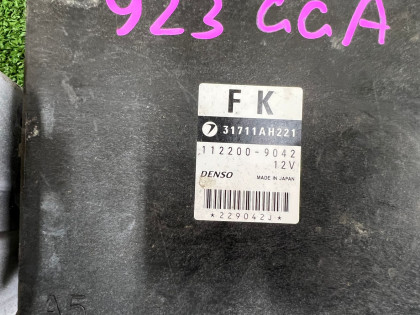 923 GGA
FK
31711AH221
112200-9042
12V
DENSO MADE IN JAPAN
*229042J*
A5